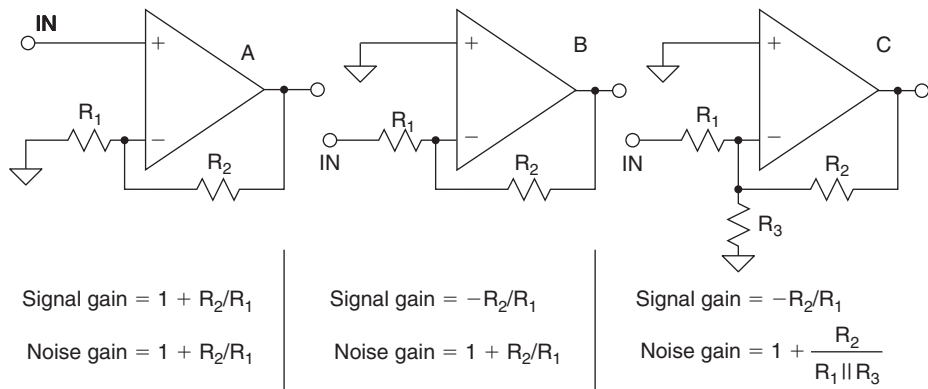 IN
+
A
R₁
−
R₂
+
B
R₁
−
IN
R₂
+
C
R₁
−
IN
R₂
R₃
Signal gain = 1 + R₂/R₁
Noise gain = 1 + R₂/R₁
Signal gain = −R₂/R₁
Noise gain = 1 + R₂/R₁
Signal gain = −R₂/R₁
Noise gain = 1 + R₂ / R₁ll R₃